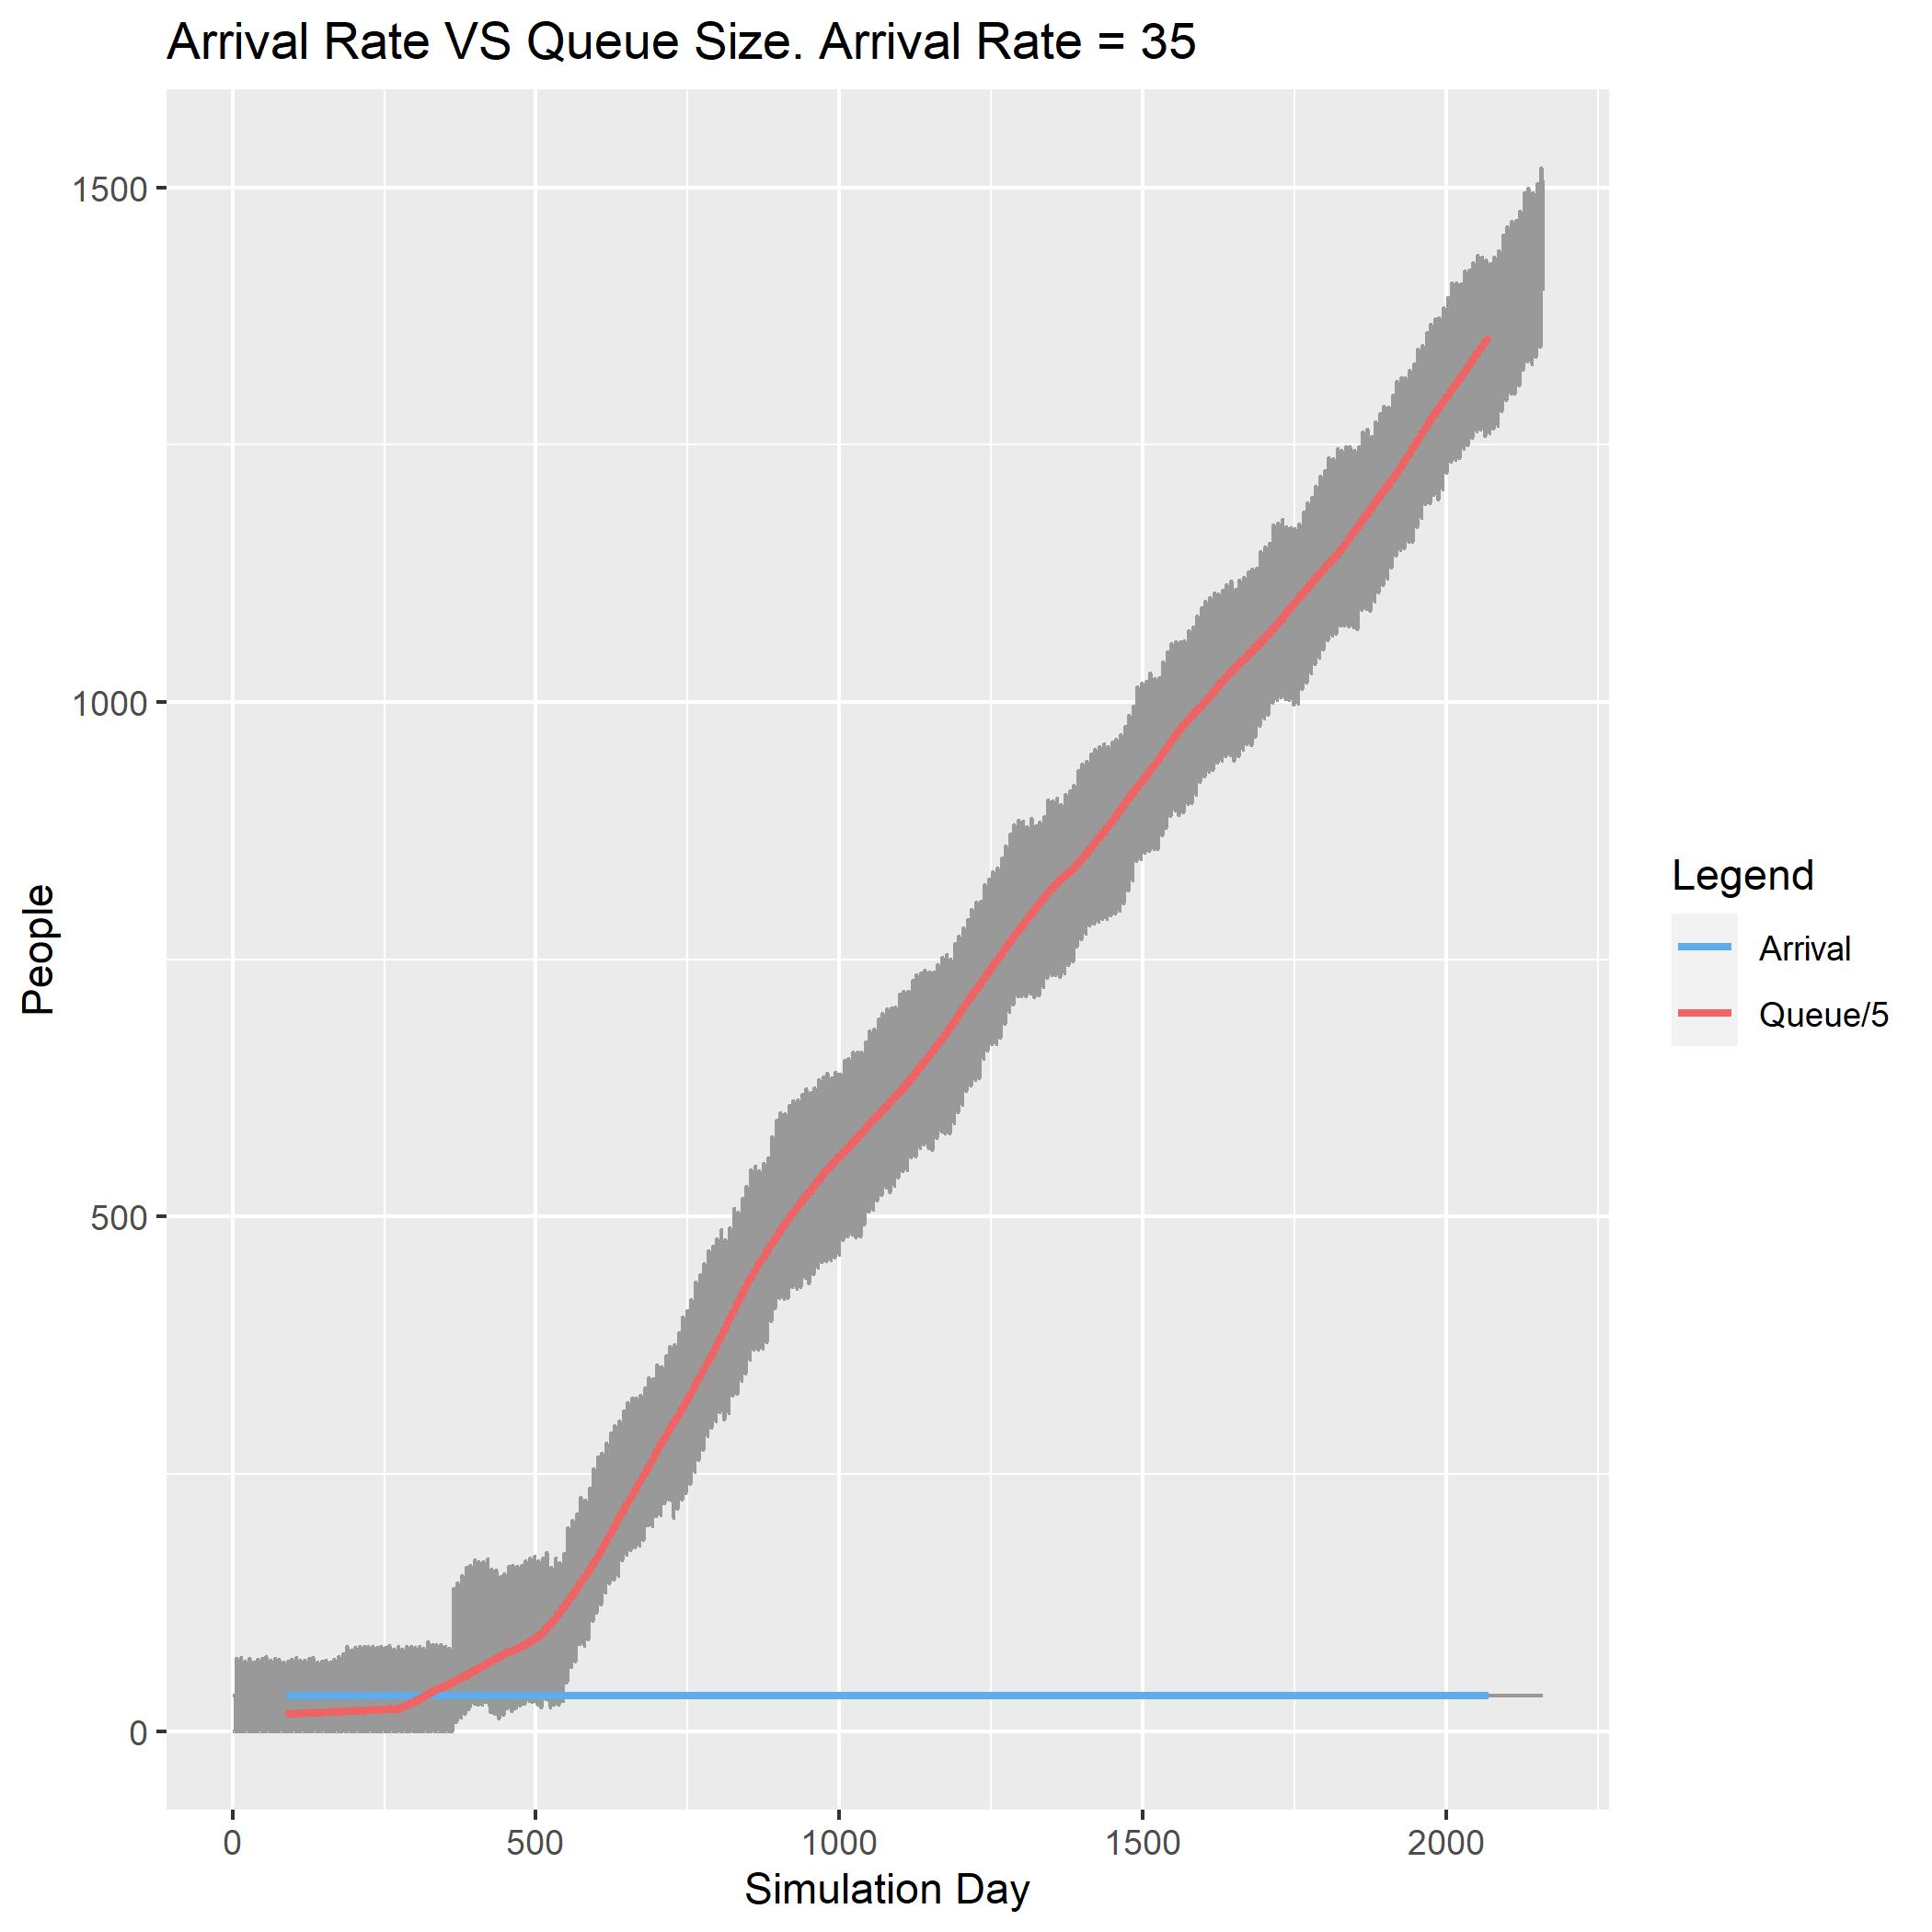 Arrival Rate VS Queue Size. Arrival Rate = 35
People
1500
1000
500
0
0 500 1000 1500 2000
Simulation Day
Legend
Arrival
Queue/5